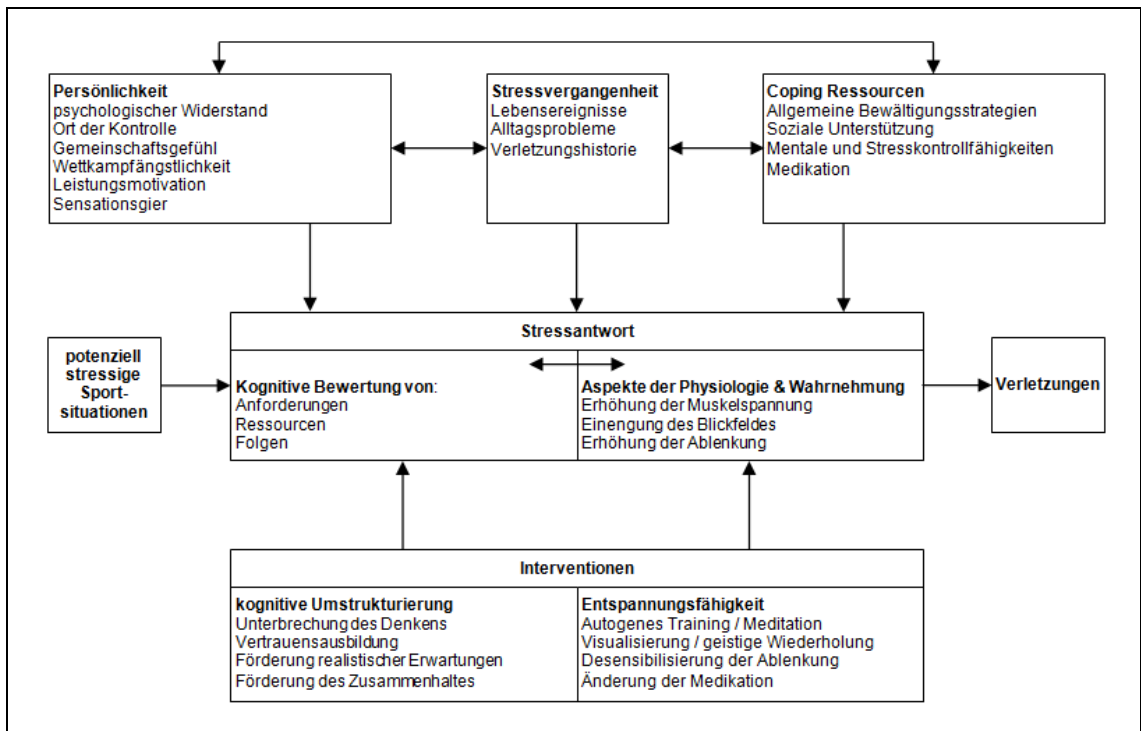 Persönlichkeit
psychologischer Widerstand
Ort der Kontrolle
Gemeinschaftsgefühl
Wettkampfängstlichkeit
Leistungsmotivation
Sensationsgier
Stressvergangenheit
Lebensereignisse
Alltagsprobleme
Verletzungshistorie
Coping Ressourcen
Allgemeine Bewältigungsstrategien
Soziale Unterstützung
Mentale und Stresskontrollfähigkeiten
Medikation
potenziell
stressige
Sport-
situationen
Stressantwort
Kognitive Bewertung von:
Anforderungen
Ressourcen
Folgen
Aspekte der Physiologie & Wahrnehmung
Erhöhung der Muskelspannung
Einengung des Blickfeldes
Erhöhung der Ablenkung
Verletzungen
Interventionen
kognitive Umstrukturierung
Unterbrechung des Denkens
Vertrauensausbildung
Förderung realistischer Erwartungen
Förderung des Zusammenhaltes
Entspannungsfähigkeit
Autogenes Training / Meditation
Visualisierung / geistige Wiederholung
Desensibilisierung der Ablenkung
Änderung der Medikation